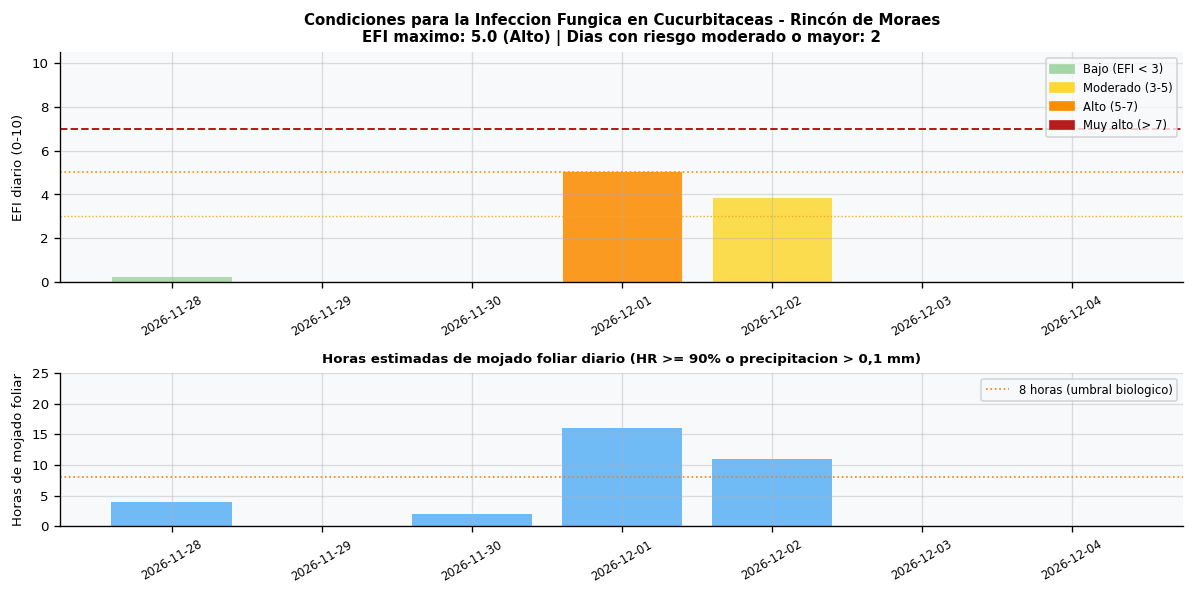 Condiciones para la Infeccion Fungica en Cucurbitaceas - Rincón de Moraes
EFI maximo: 5.0 (Alto) | Dias con riesgo moderado o mayor: 2
EFI diario (0-10)
10
8
6
4
2
0
Bajo (EFI < 3)
Moderado (3-5)
Alto (5-7)
Muy alto (> 7)
2026-11-28
2026-11-29
2026-11-30
2026-12-01
2026-12-02
2026-12-03
2026-12-04
Horas estimadas de mojado foliar diario (HR >= 90% o precipitacion > 0,1 mm)
Horas de mojado foliar
25
20
15
10
5
0
8 horas (umbral biologico)
2026-11-28
2026-11-29
2026-11-30
2026-12-01
2026-12-02
2026-12-03
2026-12-04